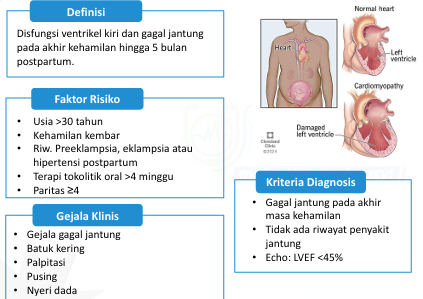 Definisi
Disfungsi ventrikel kiri dan gagal jantung
pada akhir kehamilan hingga 5 bulan
postpartum.
Faktor Risiko
• Usia >30 tahun
• Kehamilan kembar
• Riw. Preeklampsia, eklampsia atau
hipertensi postpartum
• Terapi tokolitik oral >4 minggu
• Paritas ≥4
Gejala Klinis
• Gejala gagal jantung
• Batuk kering
• Palpitasi
• Pusing
• Nyeri dada
Normal heart
Heart
Left
ventricle
Cardiomyopathy
Damaged
left ventricle
Cleveland
Clinic
©2024
Kriteria Diagnosis
• Gagal jantung pada akhir
masa kehamilan
• Tidak ada riwayat penyakit
jantung
• Echo: LVEF <45%